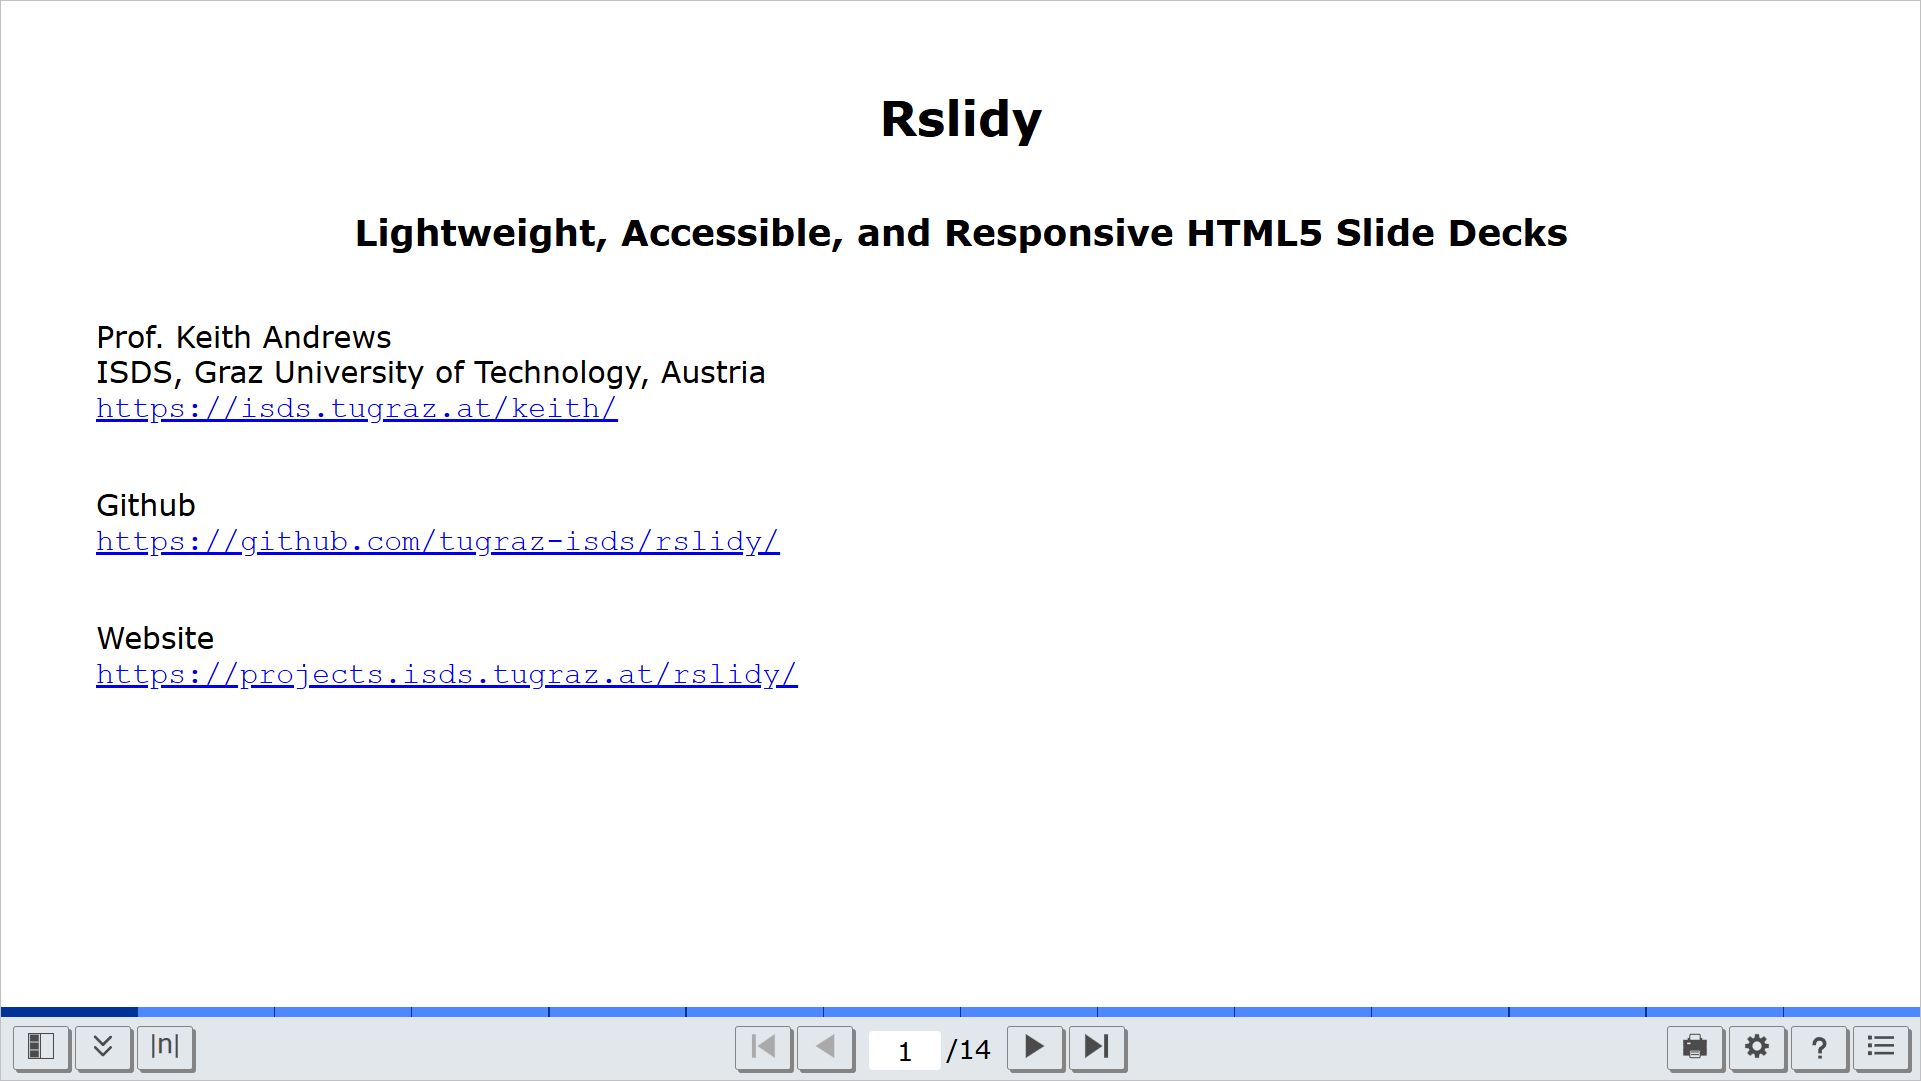 Rslidy
Lightweight, Accessible, and Responsive HTML5 Slide Decks
Prof. Keith Andrews
ISDS, Graz University of Technology, Austria
https://isds.tugraz.at/keith/
Github
https://github.com/tugraz-isds/rslidy/
Website
https://projects.isds.tugraz.at/rslidy/
|n| 1 /14 ?